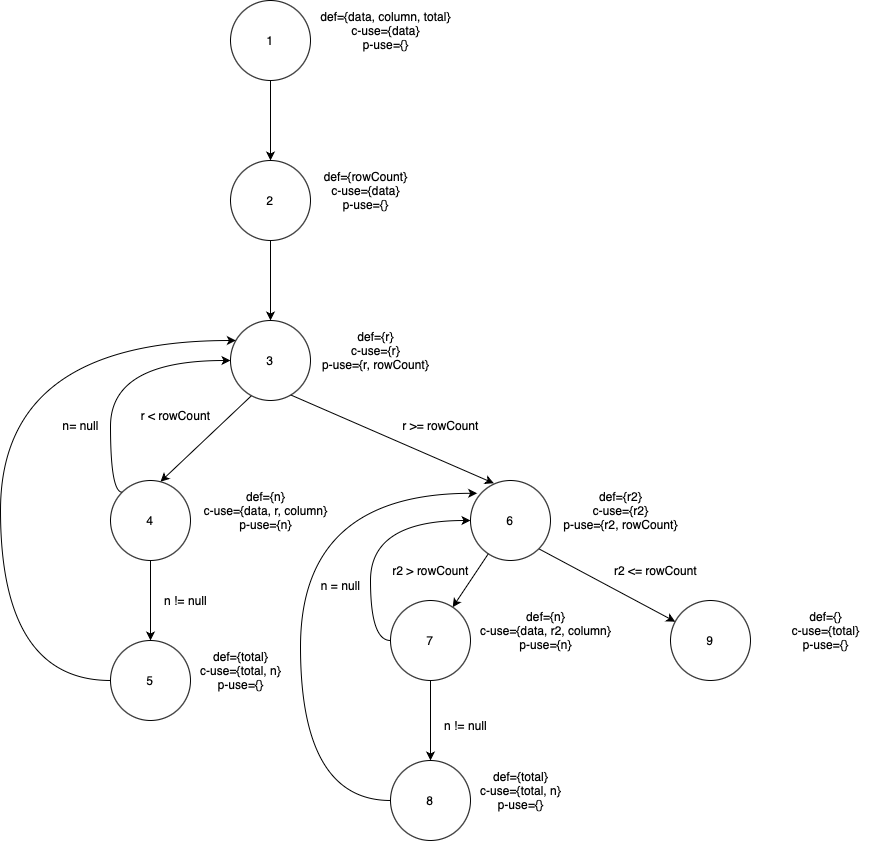 1
def={data, column, total}
c-use={data}
p-use={}
2
def={rowCount}
c-use={data}
p-use={}
3
def={r}
c-use={r}
p-use={r, rowCount}
n= null
r < rowCount
r >= rowCount
4
def={n}
c-use={data, r, column}
p-use={n}
6
def={r2}
c-use={r2}
p-use={r2, rowCount}
n != null
n = null
r2 > rowCount
r2 <= rowCount
5
def={total}
c-use={total, n}
p-use={}
7
def={n}
c-use={data, r2, column}
p-use={n}
9
def={}
c-use={total}
p-use={}
n != null
8
def={total}
c-use={total, n}
p-use={}